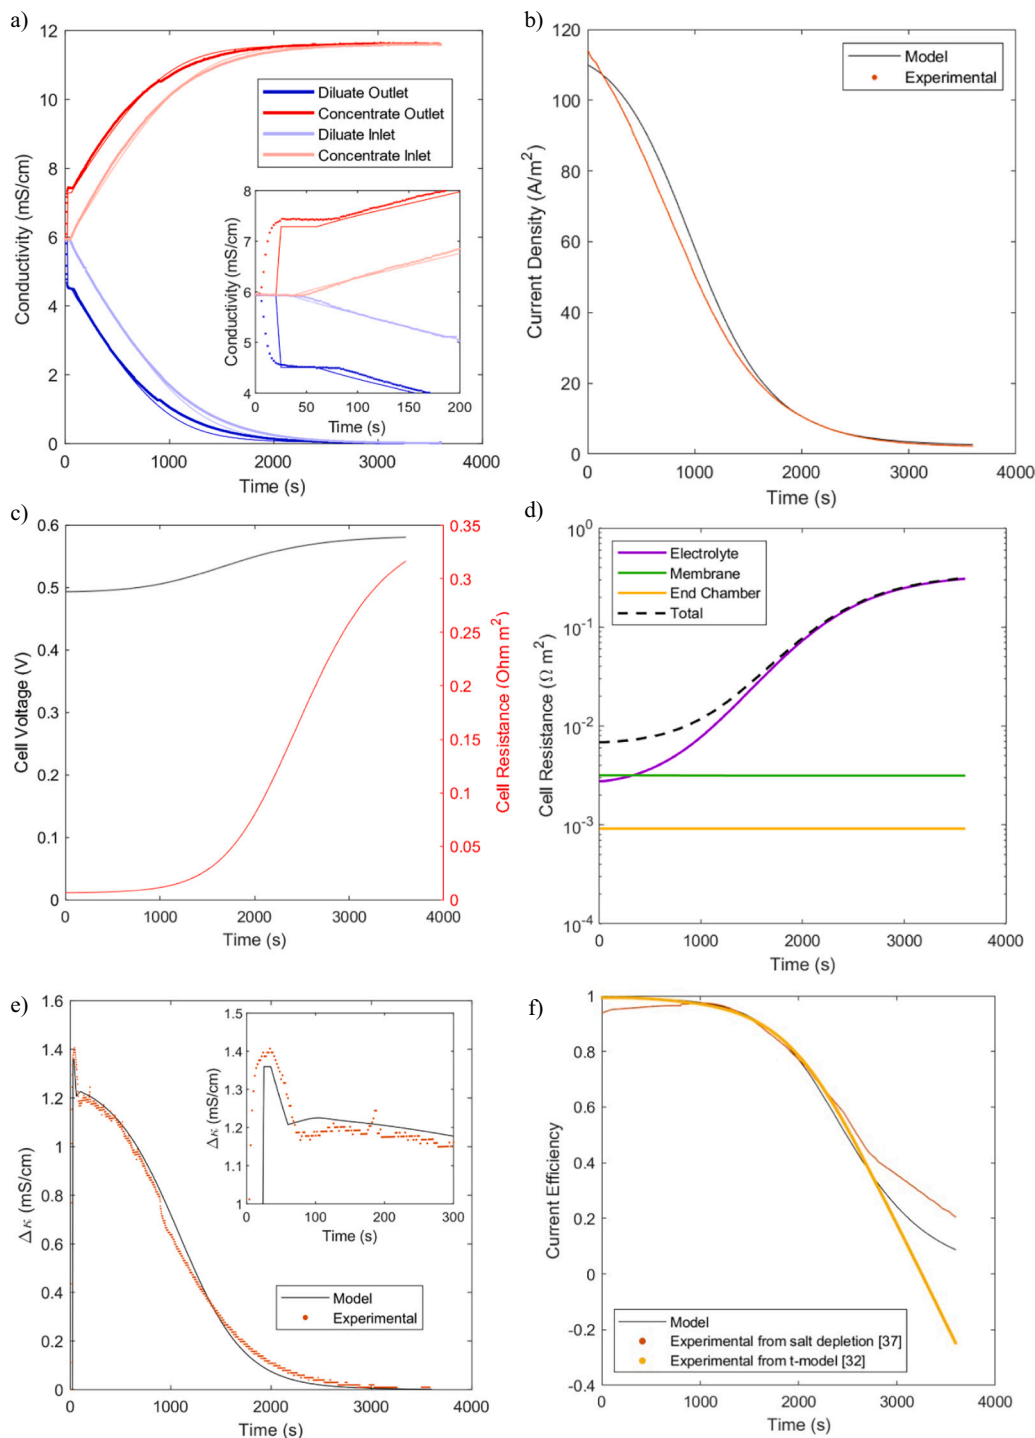 a)
12
10
8
6
4
2
0
Conductivity (mS/cm)
Diluate Outlet
Concentrate Outlet
Diluate Inlet
Concentrate Inlet
8
7
6
5
4
Conductivity (mS/cm)
0 50 100 150 200
Time (s)
0 1000 2000 3000 4000
Time (s)
b)
120
100
80
60
40
20
0
Current Density (A/m²)
Model
Experimental
0 1000 2000 3000 4000
Time (s)
c)
0.6
0.5
0.4
0.3
0.2
0.1
0
Cell Voltage (V)
0.35
0.3
0.25
0.2
0.15
0.1
0.05
0
Cell Resistance (Ohm m²)
0 1000 2000 3000 4000
Time (s)
d)
10⁰
10⁻¹
10⁻²
10⁻³
10⁻⁴
Cell Resistance (Ω m²)
Electrolyte
Membrane
End Chamber
Total
0 1000 2000 3000 4000
Time (s)
e)
1.6
1.4
1.2
1
0.8
0.6
0.4
0.2
0
Δκ (mS/cm)
1.5
1.4
1.3
1.2
1.1
1
Δκ (mS/cm)
0 100 200 300
Time (s)
Model
Experimental
0 1000 2000 3000 4000
Time (s)
f)
1
0.8
0.6
0.4
0.2
0
-0.2
-0.4
Current Efficiency
Model
Experimental from salt depletion [37]
Experimental from t-model [32]
0 1000 2000 3000 4000
Time (s)